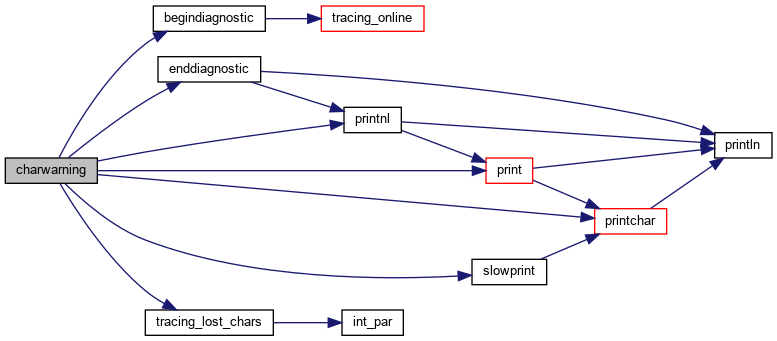 begindiagnostic
tracing_online
enddiagnostic
printnl
println
charwarning
print
printchar
slowprint
tracing_lost_chars
int_par